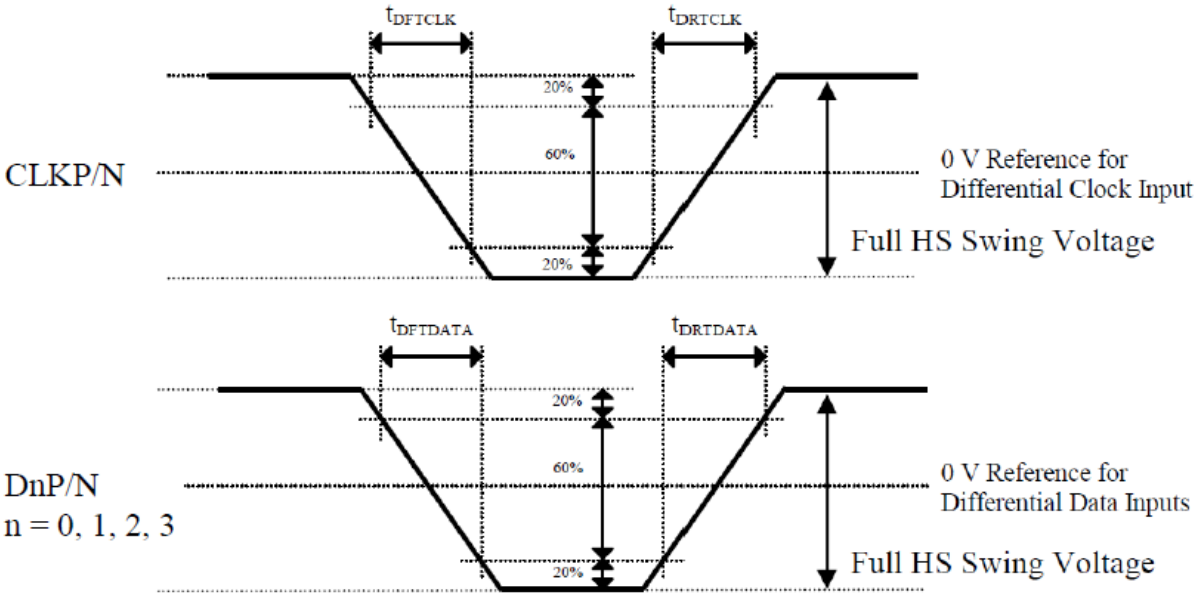 tDFTCLK tDRTCLK
20%
60%
20%
CLKP/N
0 V Reference for
Differential Clock Input
Full HS Swing Voltage
tDFTDATA tDRTDATA
20%
60%
20%
DnP/N
n = 0, 1, 2, 3
0 V Reference for
Differential Data Inputs
Full HS Swing Voltage